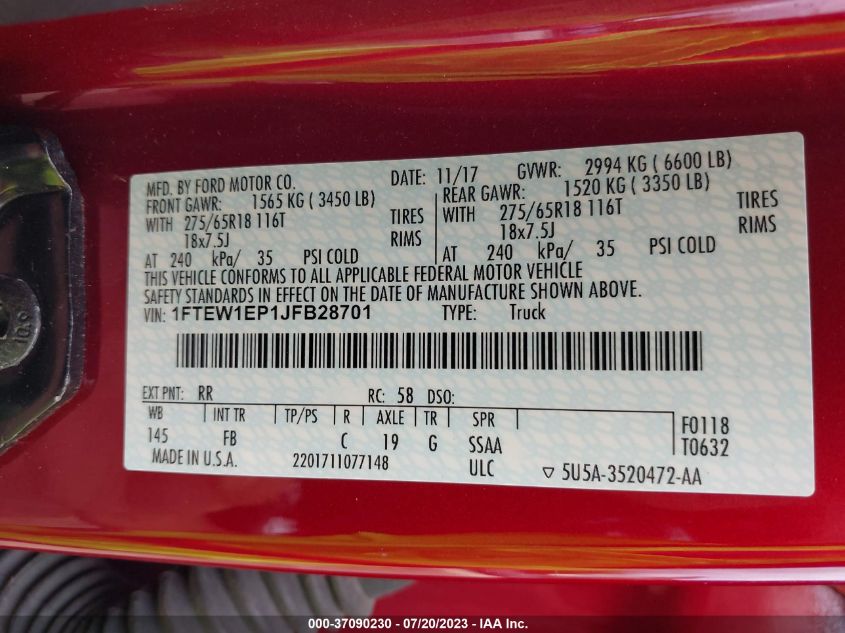 MFD. BY FORD MOTOR CO. DATE: 11/17 GVWR: 2994 KG ( 6600 LB)
FRONT GAWR: 1565 KG ( 3450 LB) REAR GAWR: 1520 KG ( 3350 LB)
WITH 275/65R18 116T TIRES WITH 275/65R18 116T TIRES
18x7.5J RIMS 18x7.5J RIMS
AT 240 kPa/ 35 PSI COLD AT 240 kPa/ 35 PSI COLD
THIS VEHICLE CONFORMS TO ALL APPLICABLE FEDERAL MOTOR VEHICLE
SAFETY STANDARDS IN EFFECT ON THE DATE OF MANUFACTURE SHOWN ABOVE.
VIN: 1FTEW1EP1JFB28701 TYPE: Truck
EXT PNT: RR RC: 58 DSO:
WB INT TR TP/PS R AXLE TR SPR F0118
145 FB C 19 G SSAA T0632
MADE IN U.S.A. 2201711077148 ULC ▽ 5U5A-3520472-AA
000-37090230 - 07/20/2023 - IAA Inc.